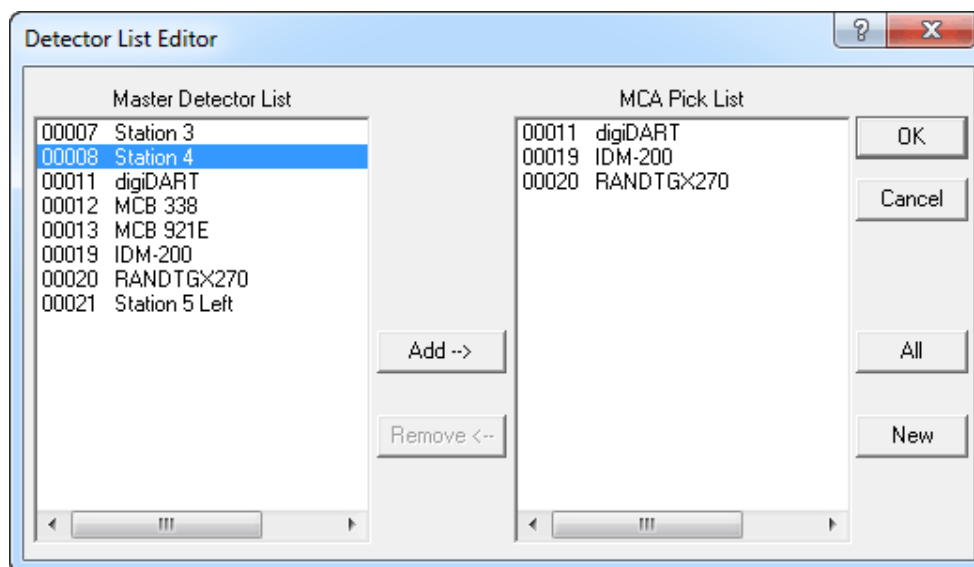 Detector List Editor
Master Detector List
00007 Station 3
00008 Station 4
00011 digiDART
00012 MCB 338
00013 MCB 921E
00019 IDM-200
00020 RANDTGX270
00021 Station 5 Left
Add -->
Remove <--
MCA Pick List
00011 digiDART
00019 IDM-200
00020 RANDTGX270
OK
Cancel
All
New